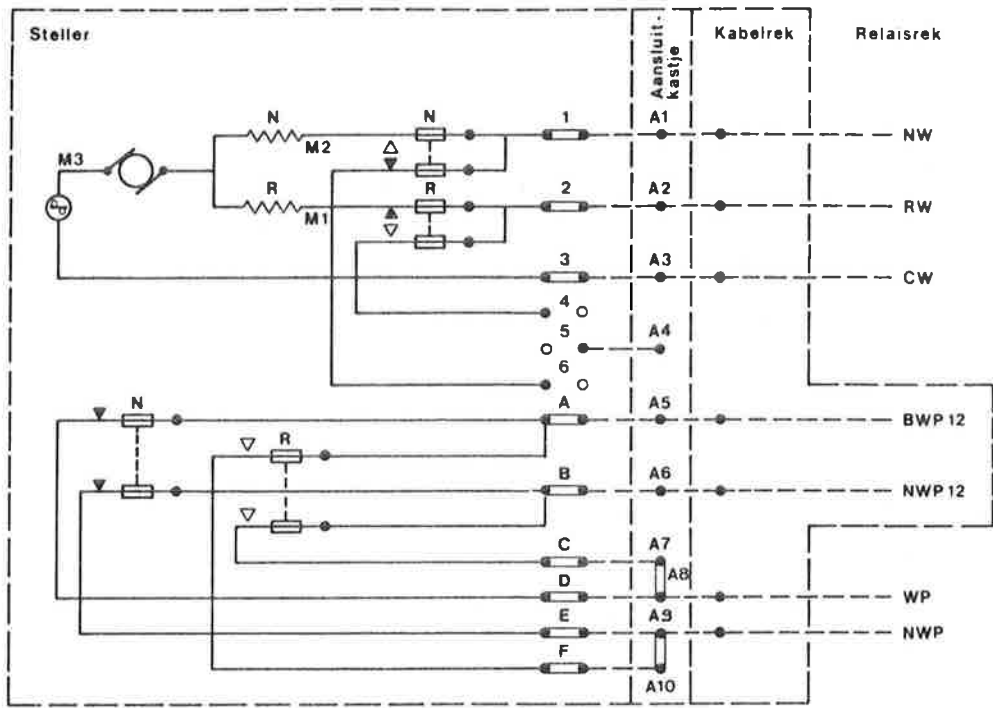 Steller
Aansluit-
kastje
Kabelrek
Relaisrek
N
N
1
A1
NW
M2
M3
R
R
2
A2
RW
M1
3
A3
CW
4
5
A4
6
N
A
A5
BWP 12
R
B
A6
NWP 12
C
A7
A8
D
WP
E
A9
NWP
F
A10